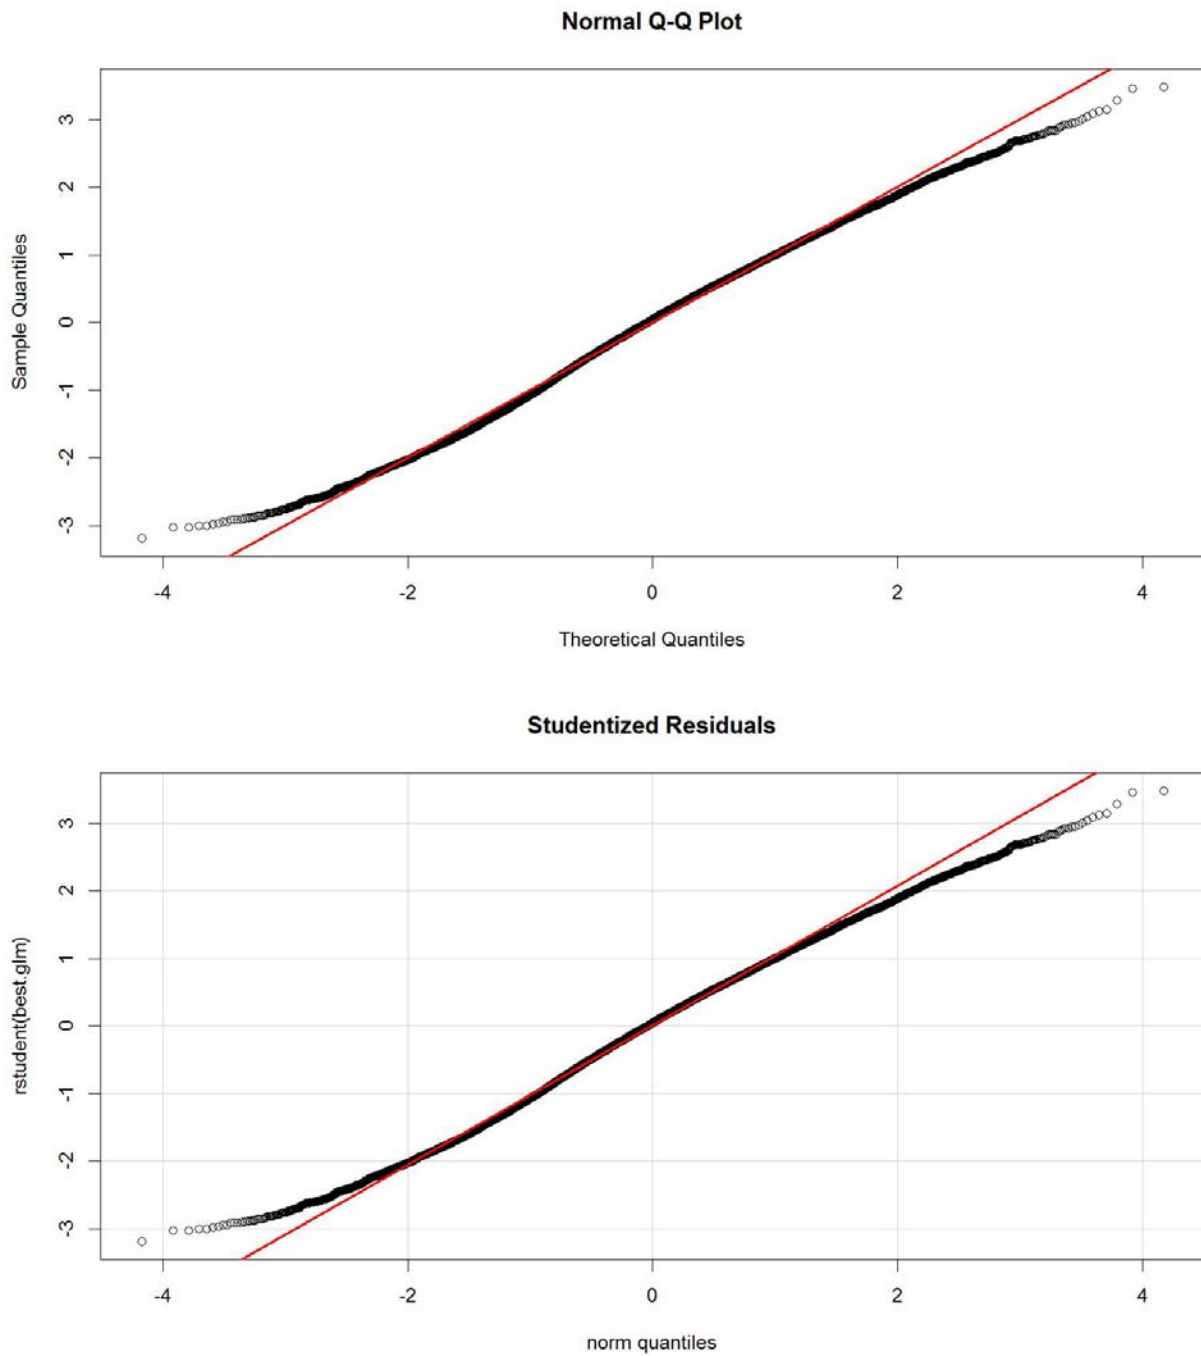 Normal Q-Q Plot
Sample Quantiles
3
2
1
0
-1
-2
-3
-4 -2 0 2 4
Theoretical Quantiles
Studentized Residuals
rstudent(best.glm)
3
2
1
0
-1
-2
-3
-4 -2 0 2 4
norm quantiles